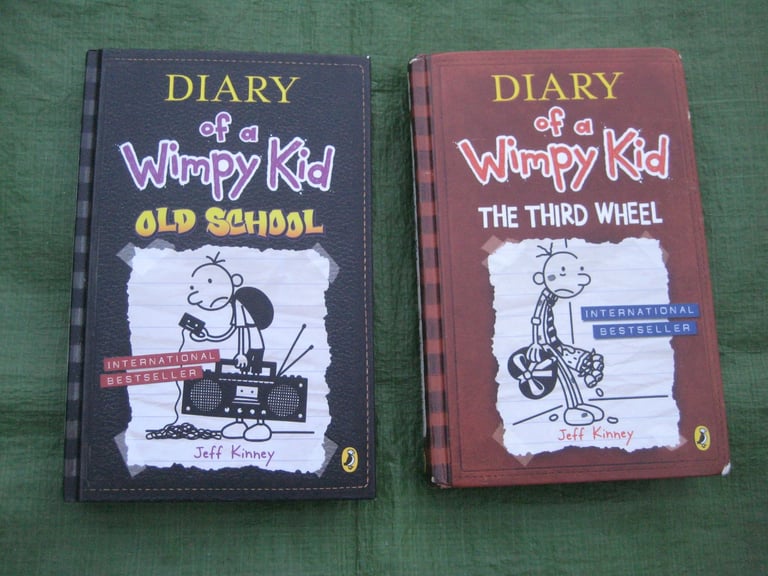 DIARY
of a
Wimpy Kid
OLD SCHOOL
INTERNATIONAL
BESTSELLER
Jeff Kinney
DIARY
of a
Wimpy Kid
THE THIRD WHEEL
INTERNATIONAL
BESTSELLER
Jeff Kinney